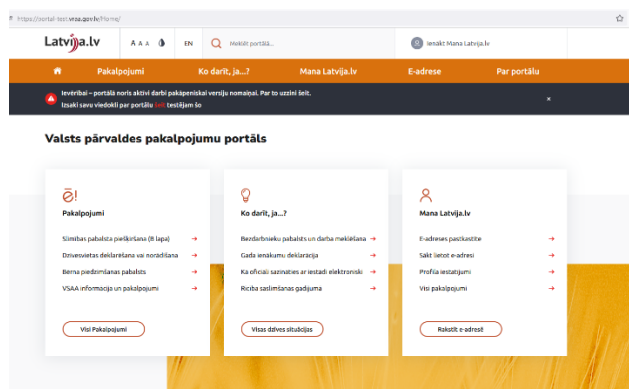 https://portal-test.vraa.gov.lv/Home/
Latvija.lv
A A A
EN
Meklēt portālā...
Ienākt Mana Latvija.lv
Pakalpojumi
Ko darīt, ja...?
Mana Latvija.lv
E-adrese
Par portālu
Ievērībai – portālā noris aktīvi darbi pakāpeniskai versiju nomaiņai. Par to uzzini šeit.
Izsaki savu viedokli par portālu šeit testējam šo
×
Valsts pārvaldes pakalpojumu portāls
ē!
Pakalpojumi
Slimības pabalsta piešķiršana (B lapa)
Dzīvesvietas deklarēšana vai norādīšana
Bērna piedzimšanas pabalsts
VSAA informācija un pakalpojumi
Visi Pakalpojumi
Ko darīt, ja...?
Bezdarbnieku pabalsts un darba meklēšana
Gada ienākumu deklarācija
Kā oficiāli sazināties ar iestādi elektroniski
Rīcība saslimšanas gadījumā
Visas dzīves situācijas
Mana Latvija.lv
E-adreses pastkastīte
Sākt lietot e-adresi
Profila iestatījumi
Visi pakalpojumi
Rakstīt e-adresē